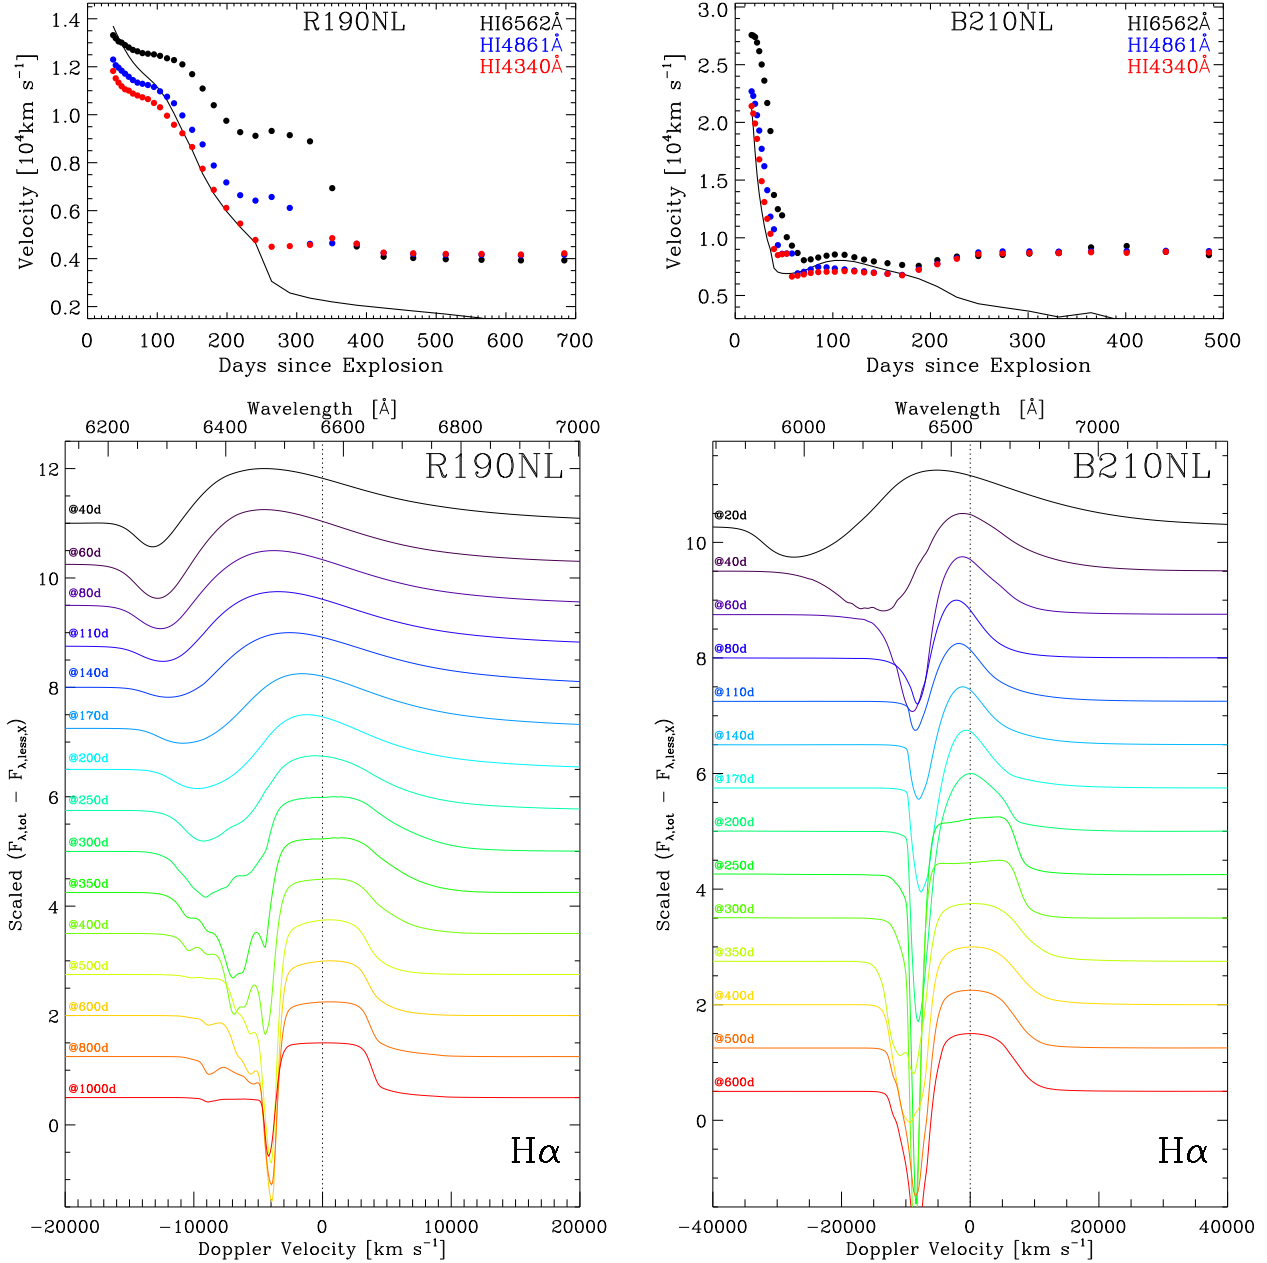 R190NL
HI6562Å
HI4861Å
HI4340Å
1.4
1.2
1.0
0.8
0.6
0.4
0.2
Velocity [10⁴km s⁻¹]
0 100 200 300 400 500 600 700
Days since Explosion
B210NL
HI6562Å
HI4861Å
HI4340Å
3.0
2.5
2.0
1.5
1.0
0.5
Velocity [10⁴km s⁻¹]
0 100 200 300 400 500
Days since Explosion
Wavelength [Å]
6200 6400 6600 6800 7000
R190NL
12
10
8
6
4
2
0
Scaled (Fλ,tot − Fλ,less,X)
@40d
@60d
@80d
@110d
@140d
@170d
@200d
@250d
@300d
@350d
@400d
@500d
@600d
@800d
@1000d
Hα
−20000 −10000 0 10000 20000
Doppler Velocity [km s⁻¹]
Wavelength [Å]
6000 6500 7000
B210NL
10
8
6
4
2
0
Scaled (Fλ,tot − Fλ,less,X)
@20d
@40d
@60d
@80d
@110d
@140d
@170d
@200d
@250d
@300d
@350d
@400d
@500d
@600d
Hα
−40000 −20000 0 20000 40000
Doppler Velocity [km s⁻¹]